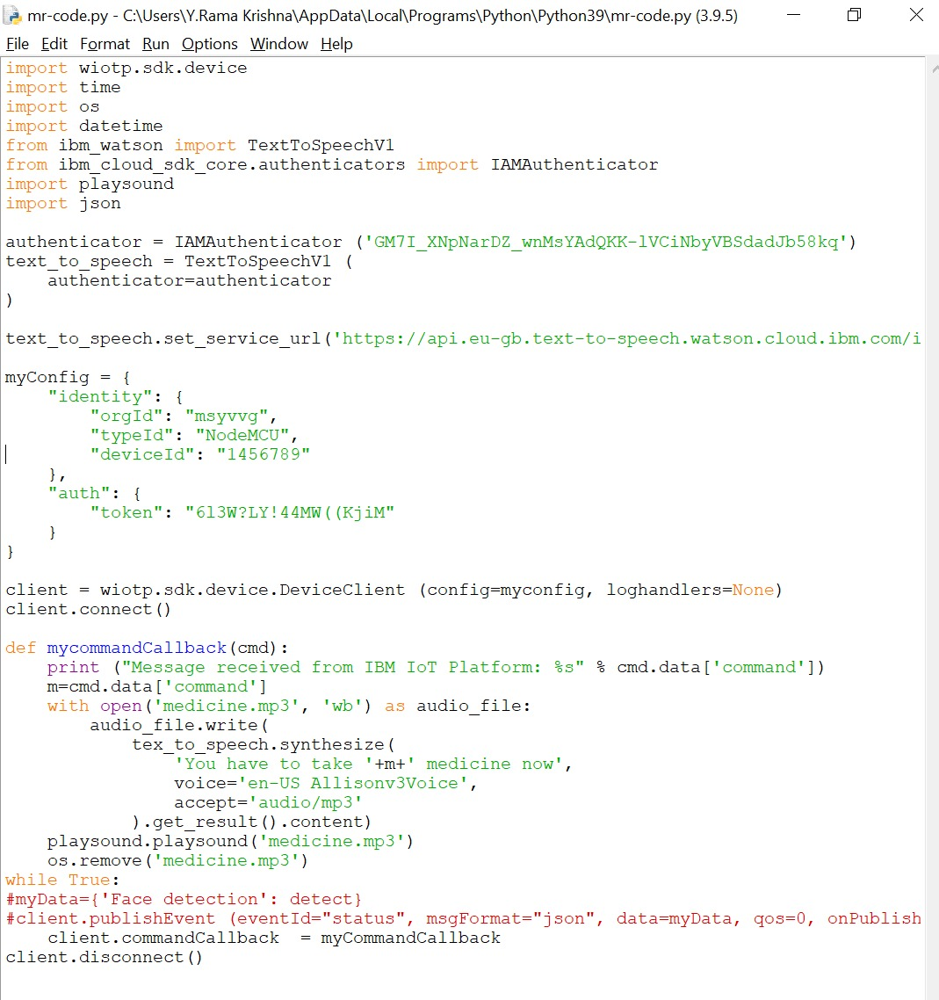 mr-code.py - C:\Users\Y.Rama Krishna\AppData\Local\Programs\Python\Python39\mr-code.py (3.9.5)
File Edit Format Run Options Window Help
import wiotp.sdk.device
import time
import os
import datetime
from ibm_watson import TextToSpeechV1
from ibm_cloud_sdk_core.authenticators import IAMAuthenticator
import playsound
import json
authenticator = IAMAuthenticator ('GM7I_XNpNarDZ_wnMsYAdQKK-lVCiNbyVBSdadJb58kq')
text_to_speech = TextToSpeechV1 (
    authenticator=authenticator
)
text_to_speech.set_service_url('https://api.eu-gb.text-to-speech.watson.cloud.ibm.com/i
myConfig = {
    "identity": {
        "orgId": "msyvvg",
        "typeId": "NodeMCU",
        "deviceId": "1456789"
    },
    "auth": {
        "token": "6l3W?LY!44MW((KjiM"
    }
}
client = wiotp.sdk.device.DeviceClient (config=myconfig, loghandlers=None)
client.connect()
def mycommandCallback(cmd):
    print ("Message received from IBM IoT Platform: %s" % cmd.data['command'])
    m=cmd.data['command']
    with open('medicine.mp3', 'wb') as audio_file:
        audio_file.write(
            tex_to_speech.synthesize(
                'You have to take '+m+' medicine now',
                voice='en-US Allisonv3Voice',
                accept='audio/mp3'
            ).get_result().content)
    playsound.playsound('medicine.mp3')
    os.remove('medicine.mp3')
while True:
#myData={'Face detection': detect}
#client.publishEvent (eventId="status", msgFormat="json", data=myData, qos=0, onPublish
    client.commandCallback  = myCommandCallback
client.disconnect()